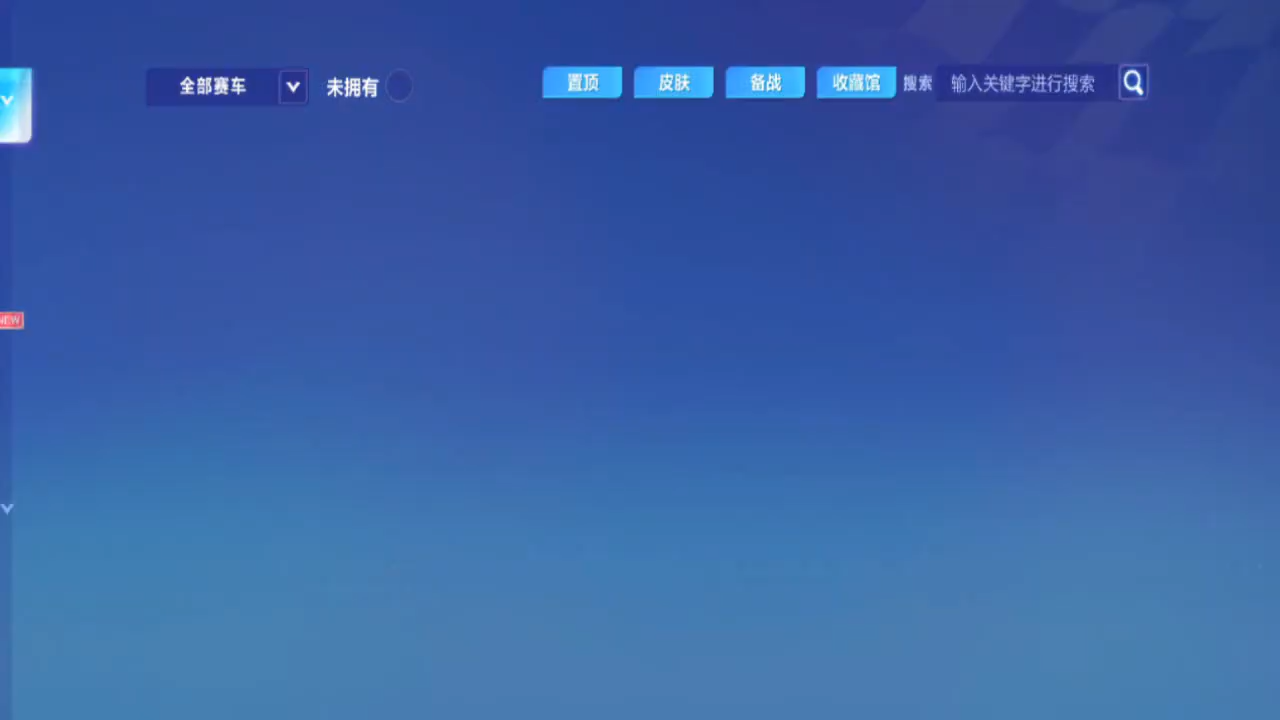 全部赛车
未拥有
置顶
皮肤
备战
收藏馆
搜索
输入关键字进行搜索
NEW